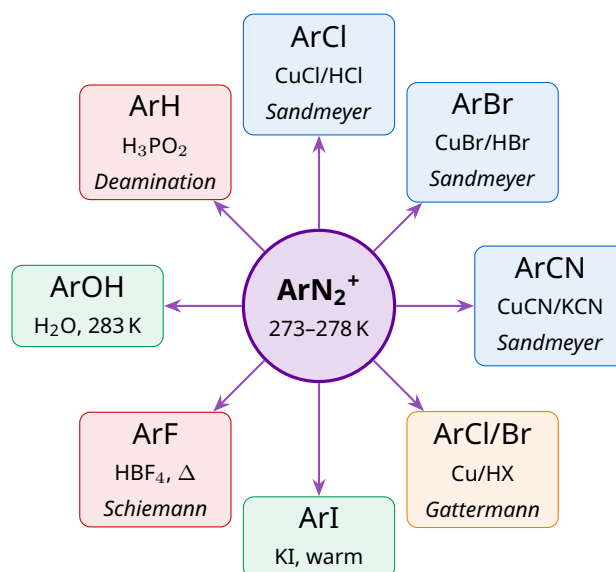 ArCl
CuCl/HCl
Sandmeyer
ArBr
CuBr/HBr
Sandmeyer
ArH
H₃PO₂
Deamination
ArN₂⁺
273–278 K
ArCN
CuCN/KCN
Sandmeyer
ArOH
H₂O, 283 K
ArF
HBF₄, Δ
Schiemann
ArCl/Br
Cu/HX
Gattermann
ArI
KI, warm